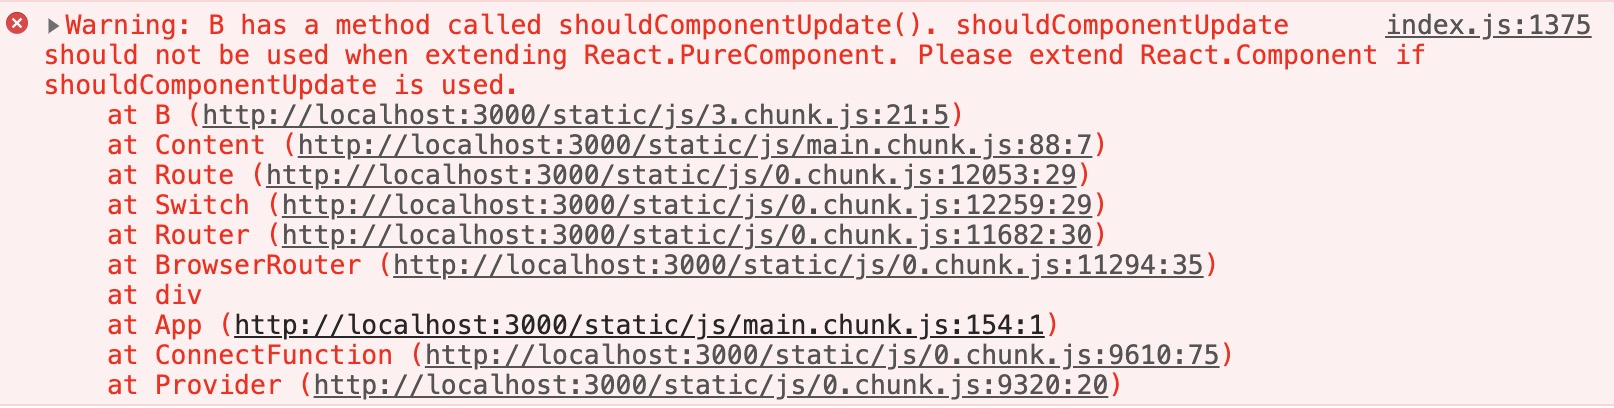 Warning: B has a method called shouldComponentUpdate(). shouldComponentUpdate index.js:1375
should not be used when extending React.PureComponent. Please extend React.Component if
shouldComponentUpdate is used.
at B (http://localhost:3000/static/js/3.chunk.js:21:5)
at Content (http://localhost:3000/static/js/main.chunk.js:88:7)
at Route (http://localhost:3000/static/js/0.chunk.js:12053:29)
at Switch (http://localhost:3000/static/js/0.chunk.js:12259:29)
at Router (http://localhost:3000/static/js/0.chunk.js:11682:30)
at BrowserRouter (http://localhost:3000/static/js/0.chunk.js:11294:35)
at div
at App (http://localhost:3000/static/js/main.chunk.js:154:1)
at ConnectFunction (http://localhost:3000/static/js/0.chunk.js:9610:75)
at Provider (http://localhost:3000/static/js/0.chunk.js:9320:20)